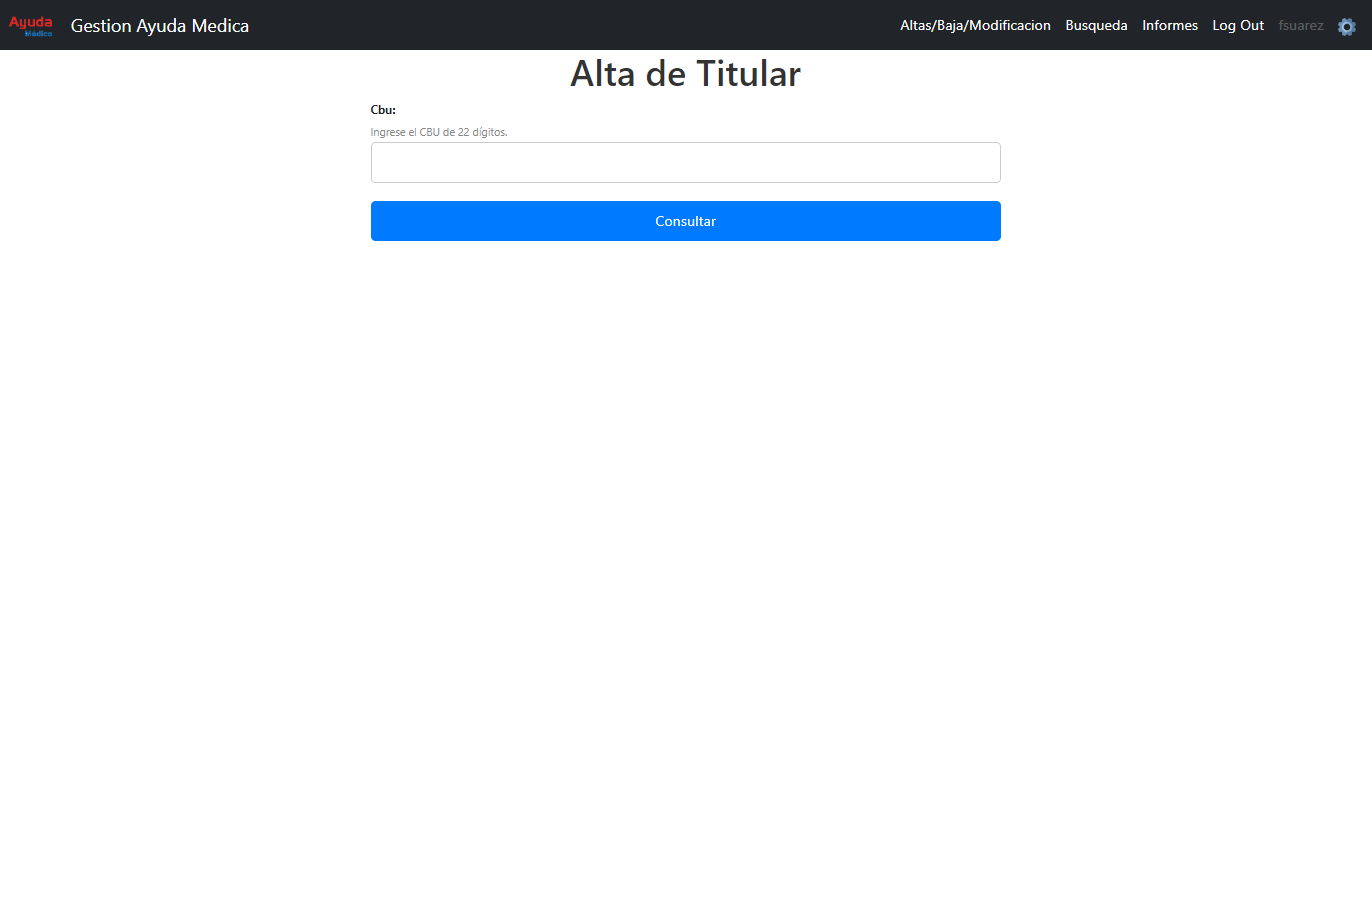 Ayuda
Médica
Gestion Ayuda Medica
Altas/Baja/Modificacion
Busqueda
Informes
Log Out
fsuarez
Alta de Titular
Cbu:
Ingrese el CBU de 22 dígitos.
Consultar